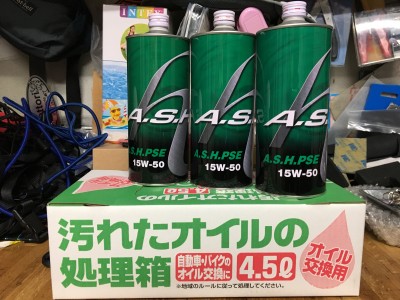 INTEX
A.S.H
A.S.H.PSE
15W-50
A.S.
A.S.H.PSE
15W-50
A.S.
A.S.H.PSE
15W-50
4.5ℓ
汚れたオイルの
処理箱
自動車・バイクの
オイル交換に
4.5ℓ
オイル
交換用
※地域のルールに従って処理してください。